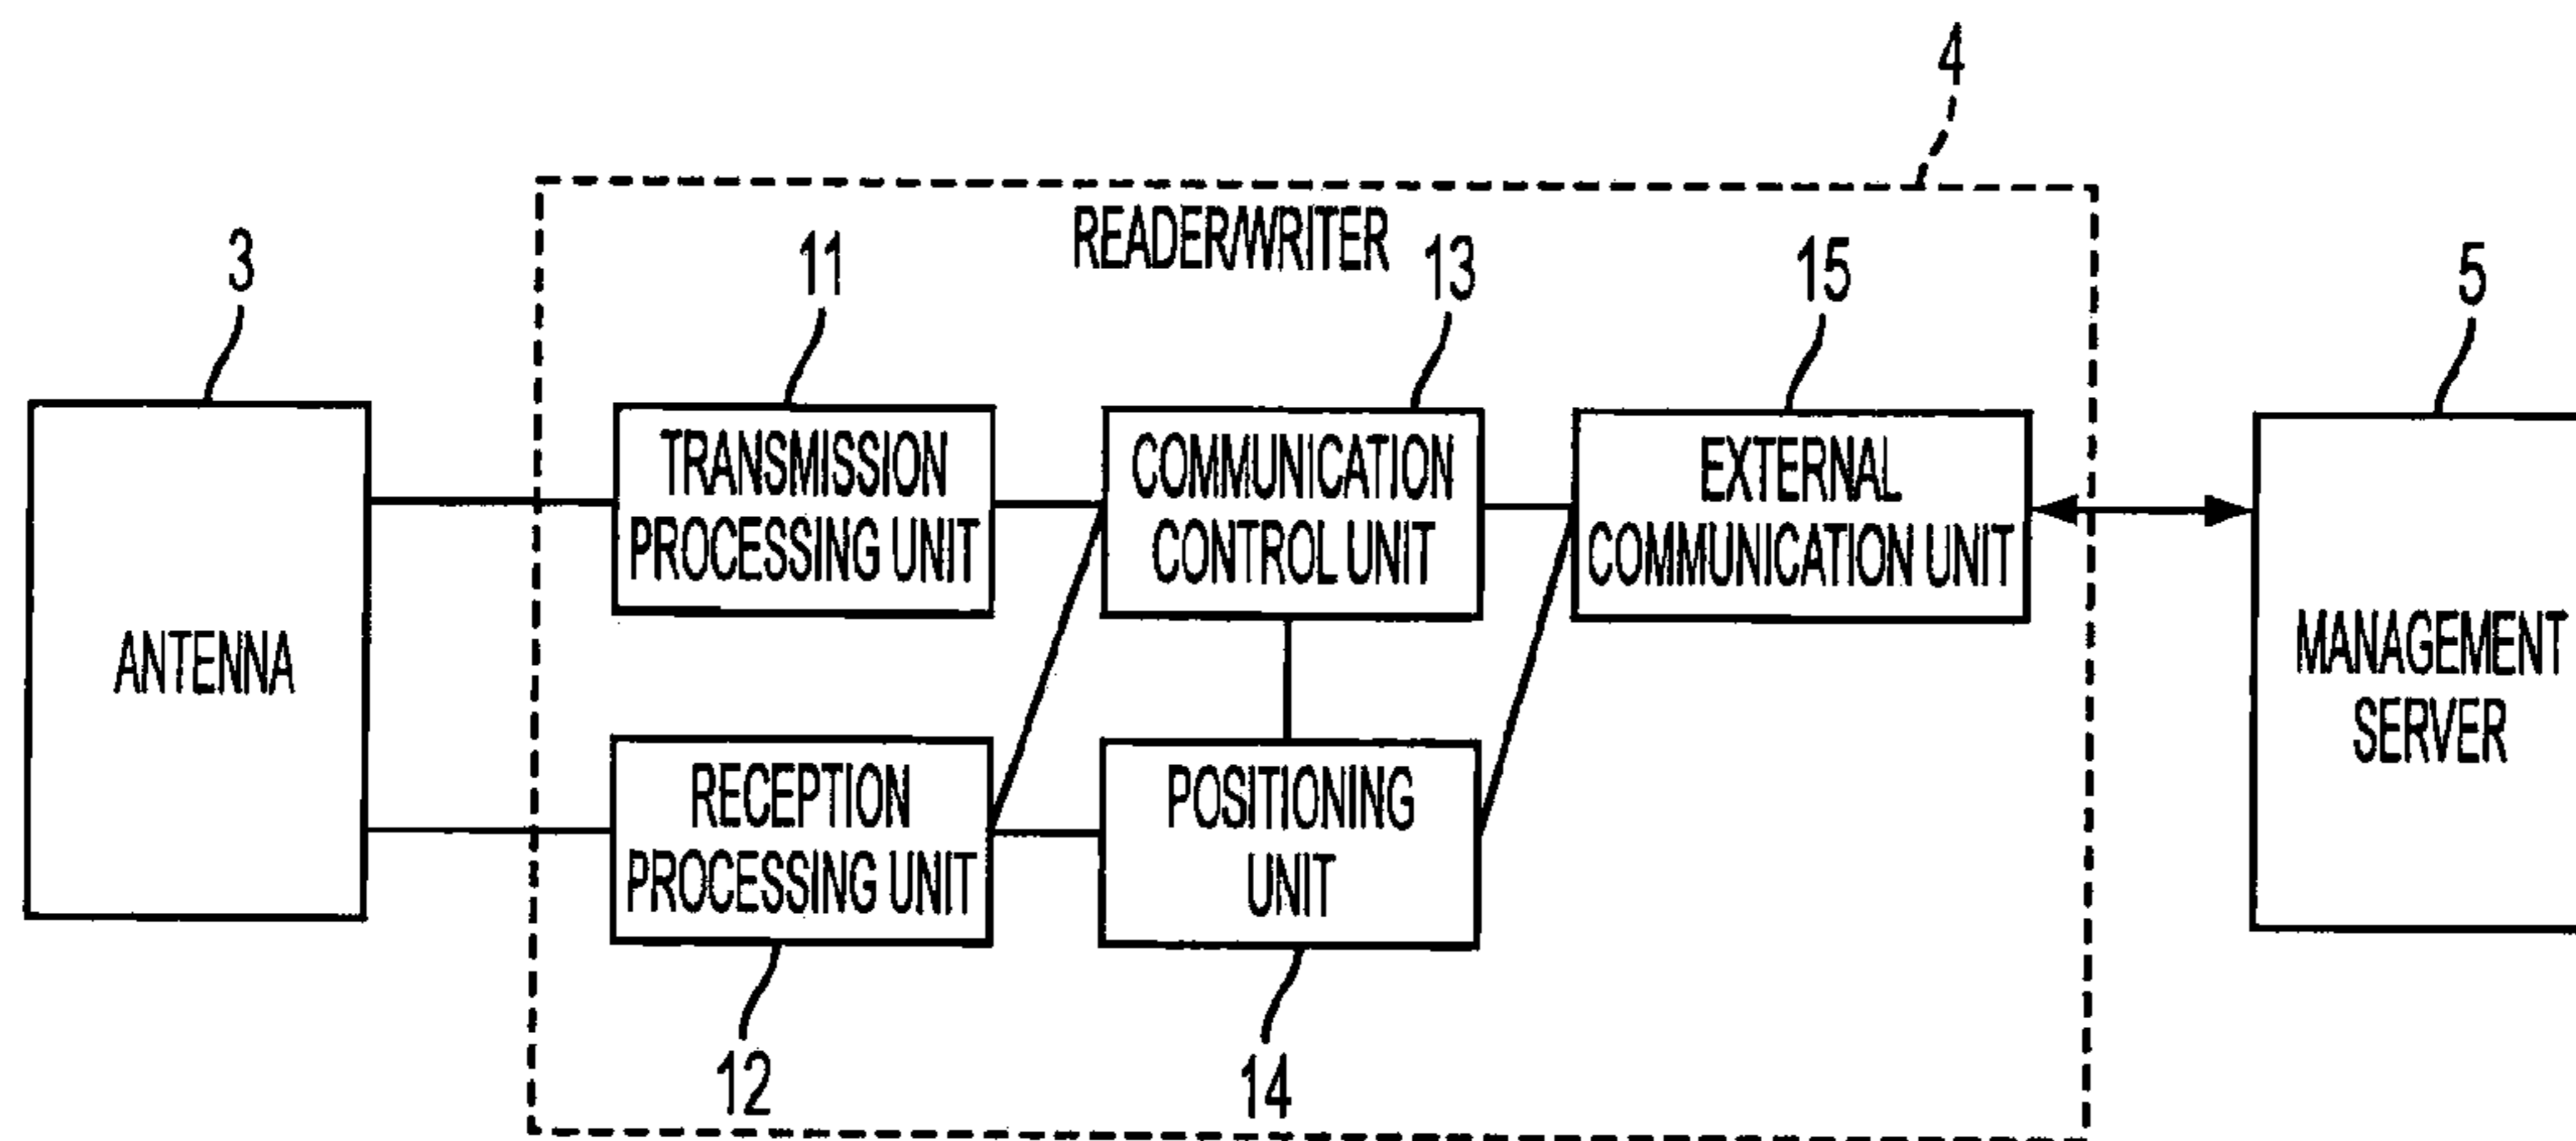 4
READER/WRITER
3
11
13
15
5
ANTENNA
TRANSMISSION
PROCESSING UNIT
COMMUNICATION
CONTROL UNIT
EXTERNAL
COMMUNICATION UNIT
MANAGEMENT
SERVER
RECEPTION
PROCESSING UNIT
POSITIONING
UNIT
12
14